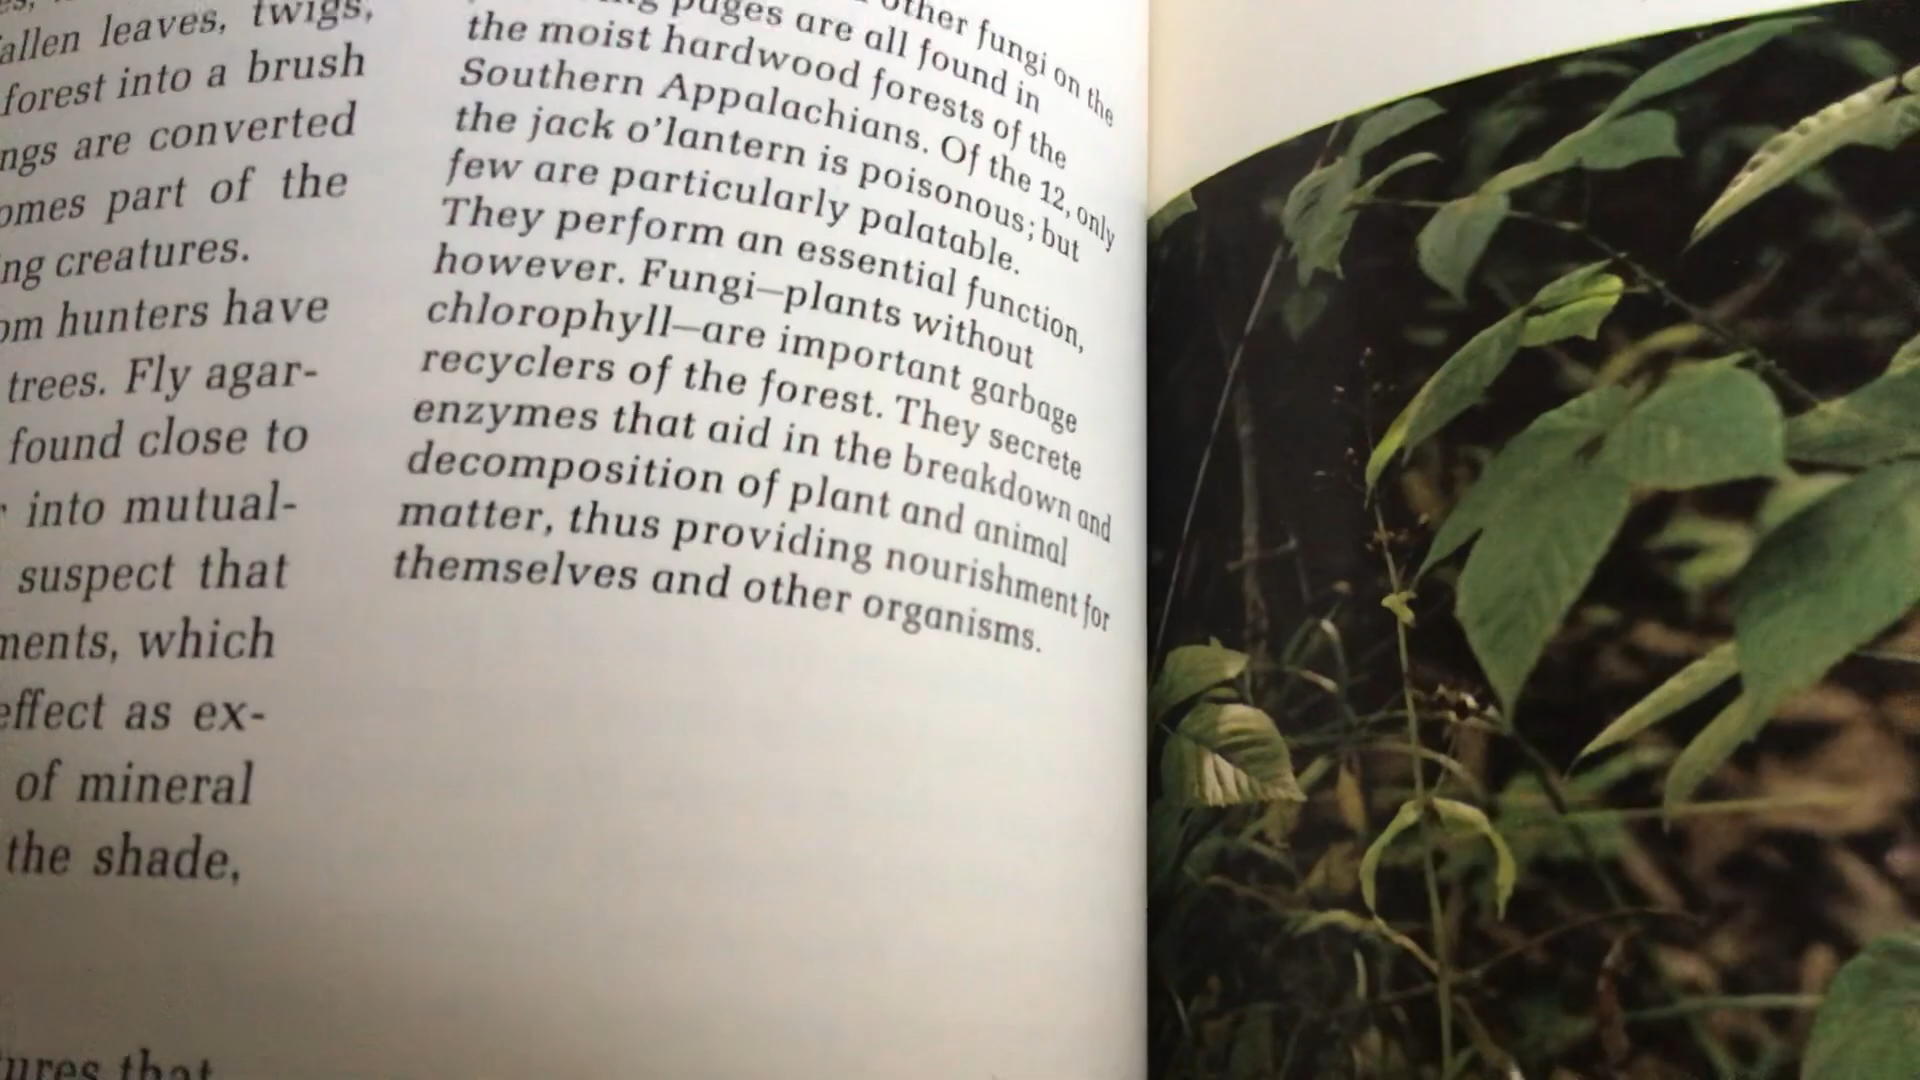 allen leaves, twigs,
forest into a brush
ngs are converted
omes part of the
ng creatures.
om hunters have
trees. Fly agar-
found close to
into mutual-
suspect that
ments, which
effect as ex-
of mineral
the shade,
tures that
other fungi on the
pages are all found in
the moist hardwood forests of the
Southern Appalachians. Of the 12, only
the jack o'lantern is poisonous; but
few are particularly palatable.
They perform an essential function,
however. Fungi—plants without
chlorophyll—are important garbage
recyclers of the forest. They secrete
enzymes that aid in the breakdown and
decomposition of plant and animal
matter, thus providing nourishment for
themselves and other organisms.